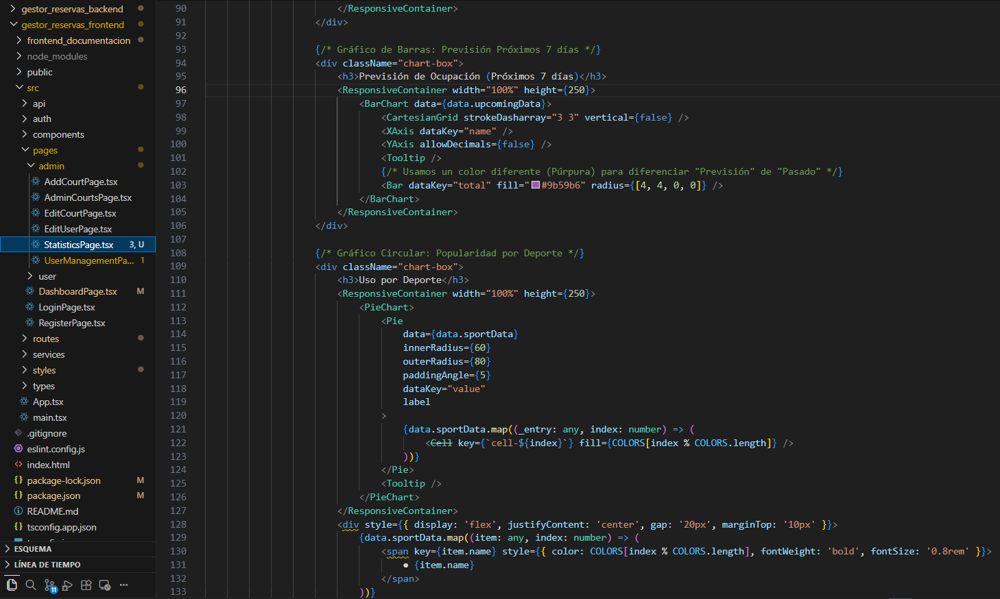 gestor_reservas_backend
gestor_reservas_frontend
frontend_documentacion
node_modules
public
src
api
auth
components
pages
admin
AddCourtPage.tsx
AdminCourtsPage.tsx
EditCourtPage.tsx
EditUserPage.tsx
StatisticsPage.tsx 3, U
UserManagementPa... 1
user
DashboardPage.tsx M
LoginPage.tsx
RegisterPage.tsx
routes
services
styles
types
App.tsx
main.tsx
.gitignore
eslint.config.js
index.html
package-lock.json M
package.json M
README.md
tsconfig.app.json
ESQUEMA
LÍNEA DE TIEMPO
11
90 </ResponsiveContainer>
91 </div>
92
93 {/* Gráfico de Barras: Previsión Próximos 7 días */}
94 <div className="chart-box">
95 <h3>Previsión de Ocupación (Próximos 7 días)</h3>
96 <ResponsiveContainer width="100%" height={250}>
97 <BarChart data={data.upcomingData}>
98 <CartesianGrid strokeDasharray="3 3" vertical={false} />
99 <XAxis dataKey="name" />
100 <YAxis allowDecimals={false} />
101 <Tooltip />
102 {/* Usamos un color diferente (Púrpura) para diferenciar "Previsión" de "Pasado" */}
103 <Bar dataKey="total" fill="#9b59b6" radius={[4, 4, 0, 0]} />
104 </BarChart>
105 </ResponsiveContainer>
106 </div>
107
108 {/* Gráfico Circular: Popularidad por Deporte */}
109 <div className="chart-box">
110 <h3>Uso por Deporte</h3>
111 <ResponsiveContainer width="100%" height={250}>
112 <PieChart>
113 <Pie
114 data={data.sportData}
115 innerRadius={60}
116 outerRadius={80}
117 paddingAngle={5}
118 dataKey="value"
119 label
120 >
121 {data.sportData.map((_entry: any, index: number) => (
122 <Cell key={`cell-${index}`} fill={COLORS[index % COLORS.length]} />
123 ))}
124 </Pie>
125 <Tooltip />
126 </PieChart>
127 </ResponsiveContainer>
128 <div style={{ display: 'flex', justifyContent: 'center', gap: '20px', marginTop: '10px' }}>
129 {data.sportData.map((item: any, index: number) => (
130 <span key={item.name} style={{ color: COLORS[index % COLORS.length], fontWeight: 'bold', fontSize: '0.8rem' }}>
131 ● {item.name}
132 </span>
133 ))}